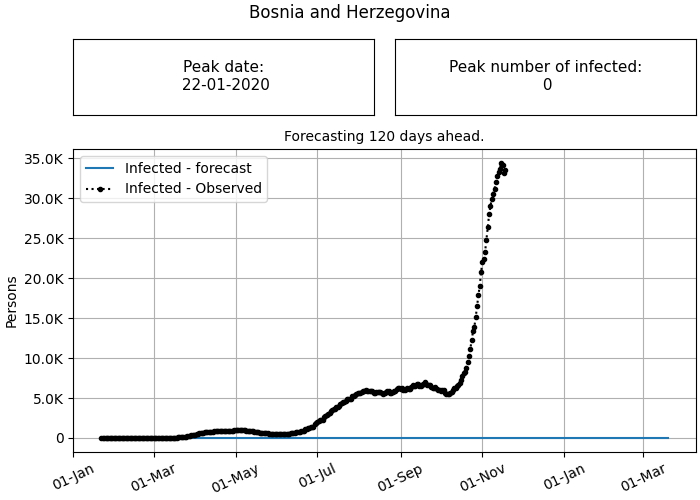 Bosnia and Herzegovina
Peak date:
22-01-2020
Peak number of infected:
0
Forecasting 120 days ahead.
Infected - forecast
Infected - Observed
Persons
35.0K
30.0K
25.0K
20.0K
15.0K
10.0K
5.0K
0
01-Jan
01-Mar
01-May
01-Jul
01-Sep
01-Nov
01-Jan
01-Mar